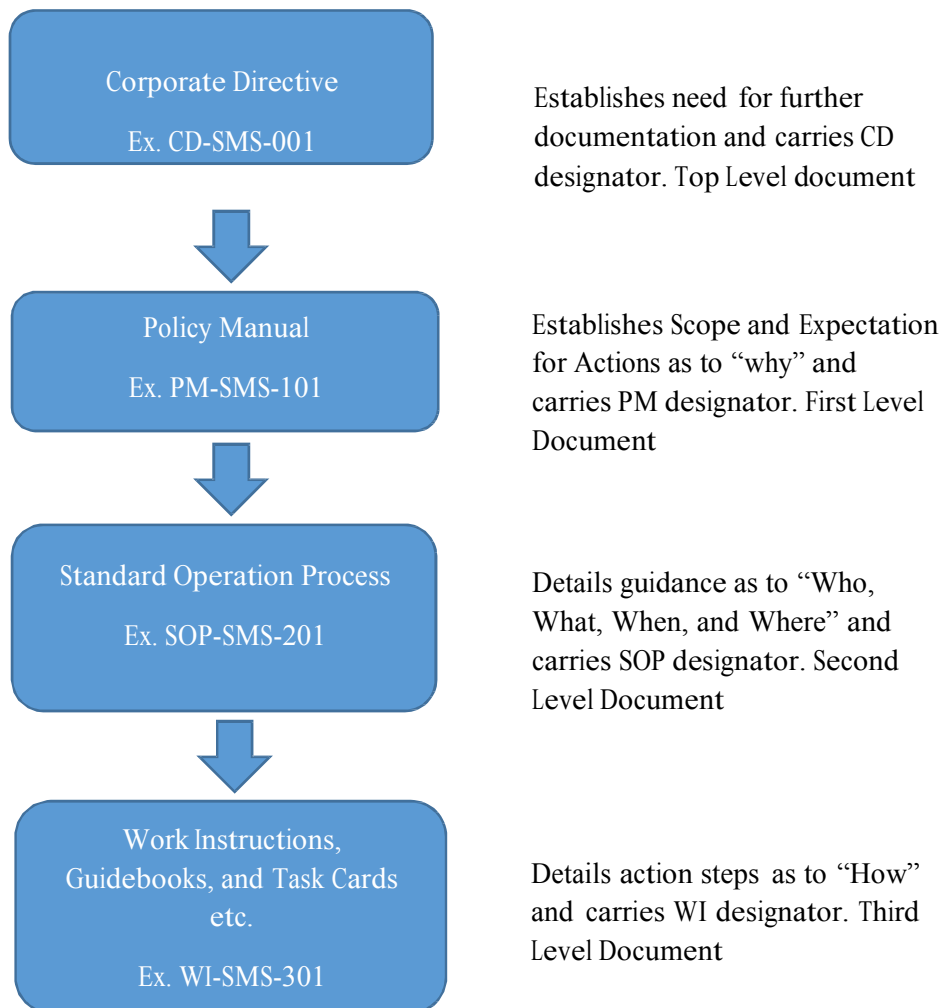 Corporate Directive
Ex. CD-SMS-001
Establishes need for further
documentation and carries CD
designator. Top Level document
Policy Manual
Ex. PM-SMS-101
Establishes Scope and Expectation
for Actions as to “why” and
carries PM designator. First Level
Document
Standard Operation Process
Ex. SOP-SMS-201
Details guidance as to “Who,
What, When, and Where” and
carries SOP designator. Second
Level Document
Work Instructions,
Guidebooks, and Task Cards
etc.
Ex. WI-SMS-301
Details action steps as to “How”
and carries WI designator. Third
Level Document